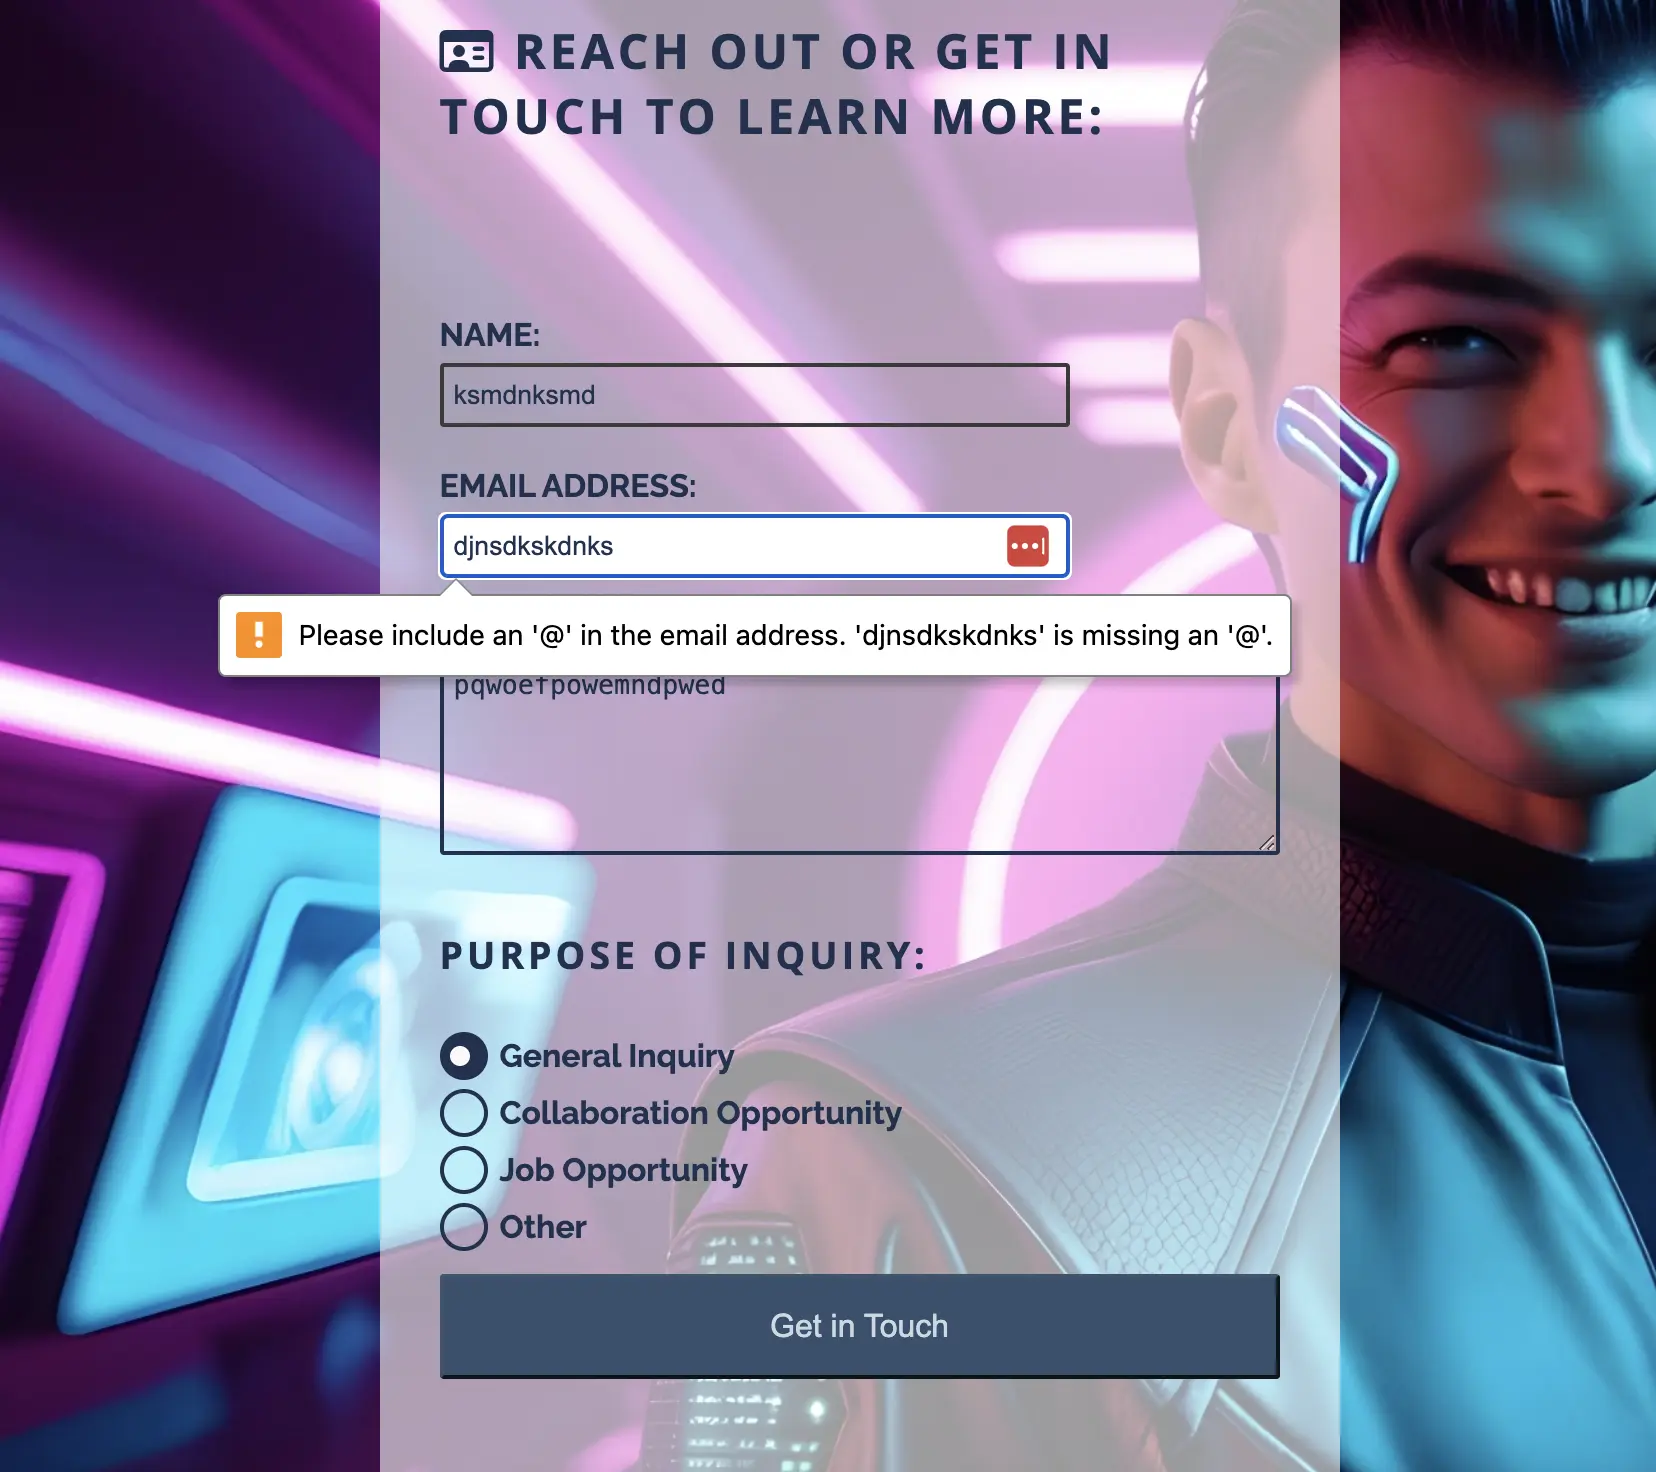 REACH OUT OR GET IN
TOUCH TO LEARN MORE:
NAME:
ksmdnksmd
EMAIL ADDRESS:
djnsdkskdnks
Please include an '@' in the email address. 'djnsdkskdnks' is missing an '@'.
pqwoefpowemndpwed
PURPOSE OF INQUIRY:
General Inquiry
Collaboration Opportunity
Job Opportunity
Other
Get in Touch